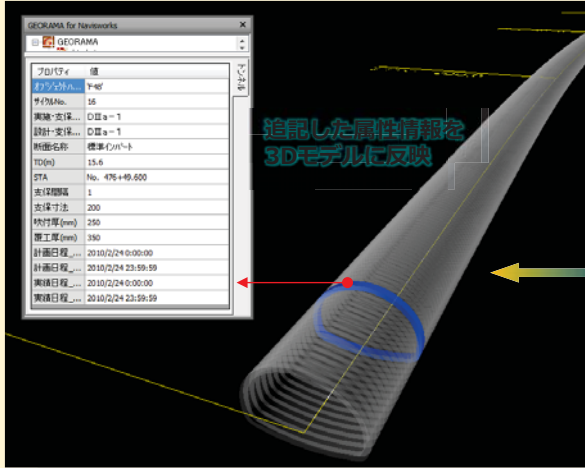 GEORAMA for Navisworks
GEORAMA
トンネル
プロパティ 値
オブジェクトハ...
サイクルNo. 16
実施・支保... DⅢa－1
設計・支保... DⅢa－1
断面名称 標準インバート
TD(m) 15.6
STA No. 476+49.600
支保間隔 1
支保寸法 200
吹付厚(mm) 250
覆工厚(mm) 350
計画日程_... 2010/2/24 0:00:00
計画日程_... 2010/2/24 23:59:59
実績日程_... 2010/2/24 0:00:00
実績日程_... 2010/2/24 23:59:59
追記した属性情報を
3Dモデルに反映